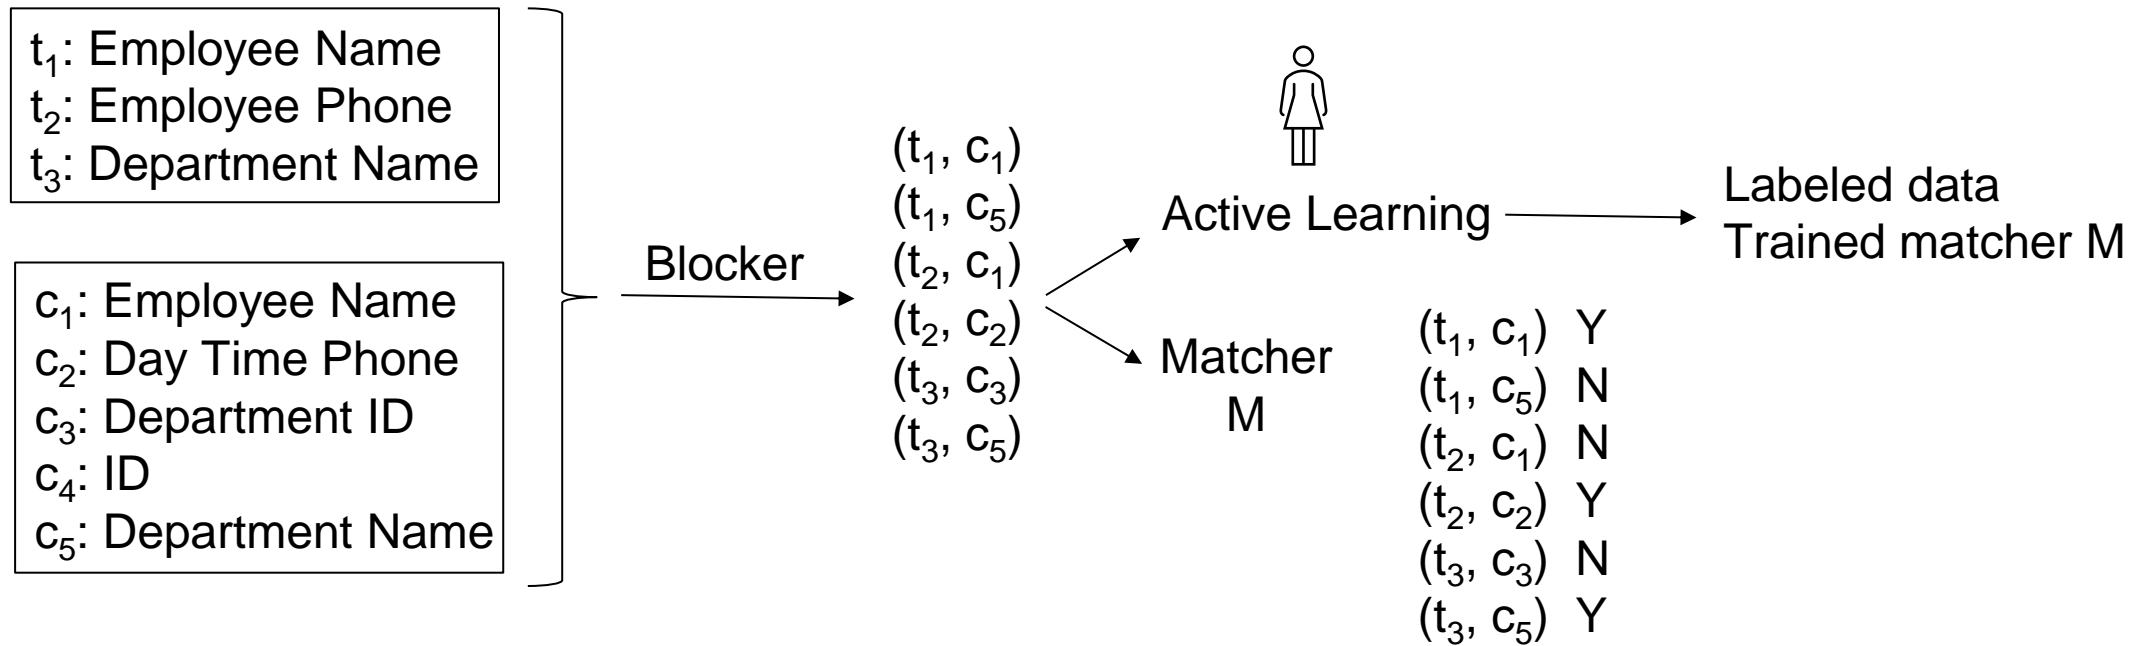 t₁: Employee Name
t₂: Employee Phone
t₃: Department Name
c₁: Employee Name
c₂: Day Time Phone
c₃: Department ID
c₄: ID
c₅: Department Name
Blocker
(t₁, c₁)
(t₁, c₅)
(t₂, c₁)
(t₂, c₂)
(t₃, c₃)
(t₃, c₅)
Active Learning
Labeled data
Trained matcher M
Matcher
M
(t₁, c₁) Y
(t₁, c₅) N
(t₂, c₁) N
(t₂, c₂) Y
(t₃, c₃) N
(t₃, c₅) Y